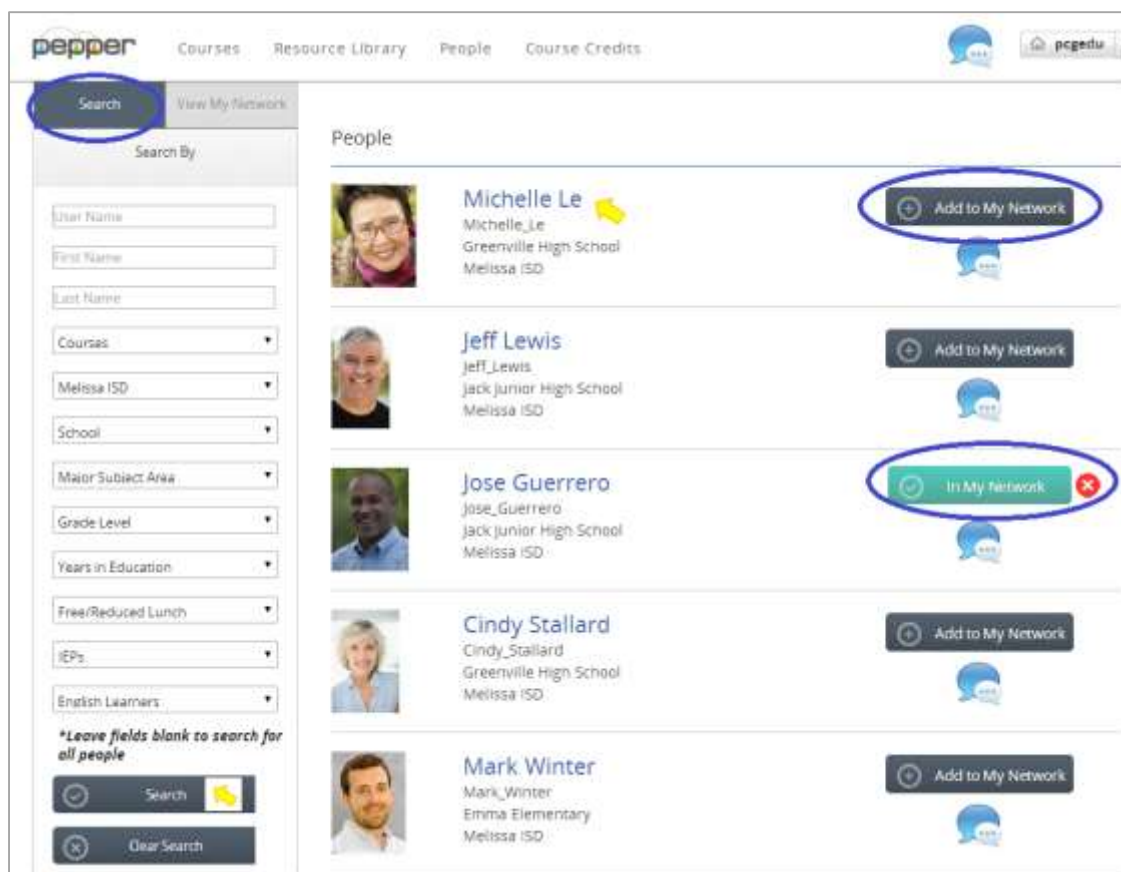 pepper
Courses
Resource Library
People
Course Credits
pcgedu
Search
View My Network
Search By
User Name
First Name
Last Name
Courses
Melissa ISD
School
Major Subject Area
Grade Level
Years in Education
Free/Reduced Lunch
IEPs
English Learners
*Leave fields blank to search for
all people
Search
Clear Search
People
Michelle Le
Michelle_Le
Greenville High School
Melissa ISD
Add to My Network
Jeff Lewis
Jeff_Lewis
Jack Junior High School
Melissa ISD
Add to My Network
Jose Guerrero
Jose_Guerrero
Jack Junior High School
Melissa ISD
In My Network
Cindy Stallard
Cindy_Stallard
Greenville High School
Melissa ISD
Add to My Network
Mark Winter
Mark_Winter
Emma Elementary
Melissa ISD
Add to My Network